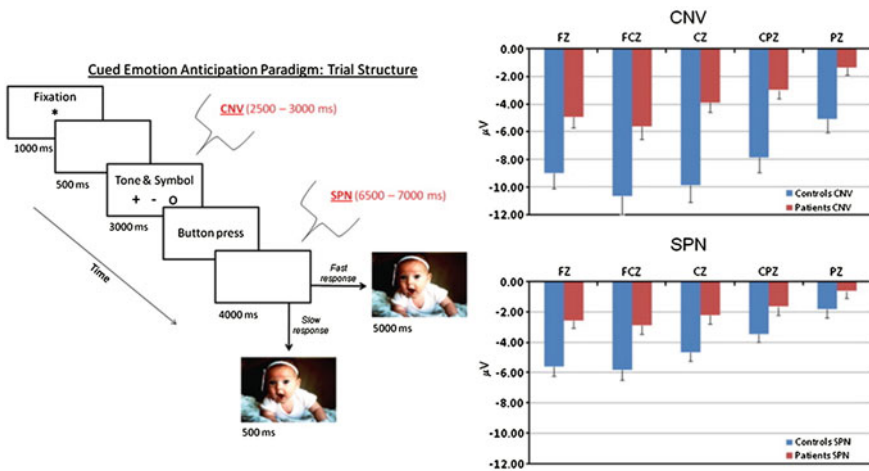 Cued Emotion Anticipation Paradigm: Trial Structure
Fixation
*
1000 ms
500 ms
Tone & Symbol
+ - O
3000 ms
Button press
4000 ms
Time
CNV (2500 – 3000 ms)
SPN (6500 – 7000 ms)
Fast
response
5000 ms
Slow
response
500 ms
CNV
FZ FCZ CZ CPZ PZ
0.00
-2.00
-4.00
-6.00
-8.00
-10.00
-12.00
μV
Controls CNV
Patients CNV
SPN
FZ FCZ CZ CPZ PZ
0.00
-2.00
-4.00
-6.00
-8.00
-10.00
-12.00
μV
Controls SPN
Patients SPN